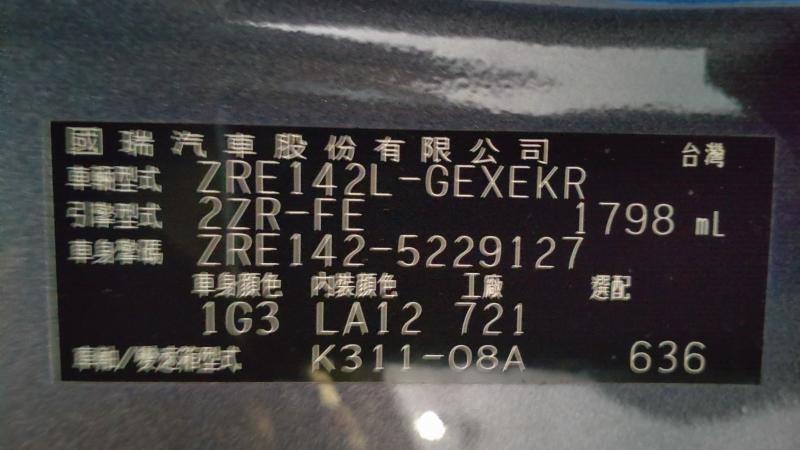 國瑞汽車股份有限公司 台灣
車輛型式 ZRE142L-GEXEKR
引擎型式 2ZR-FE 1798 mL
車身號碼 ZRE142-5229127
車身顏色 內裝顏色 工廠 選配
1G3 LA12 721
車軸/變速箱型式 K311-08A 636